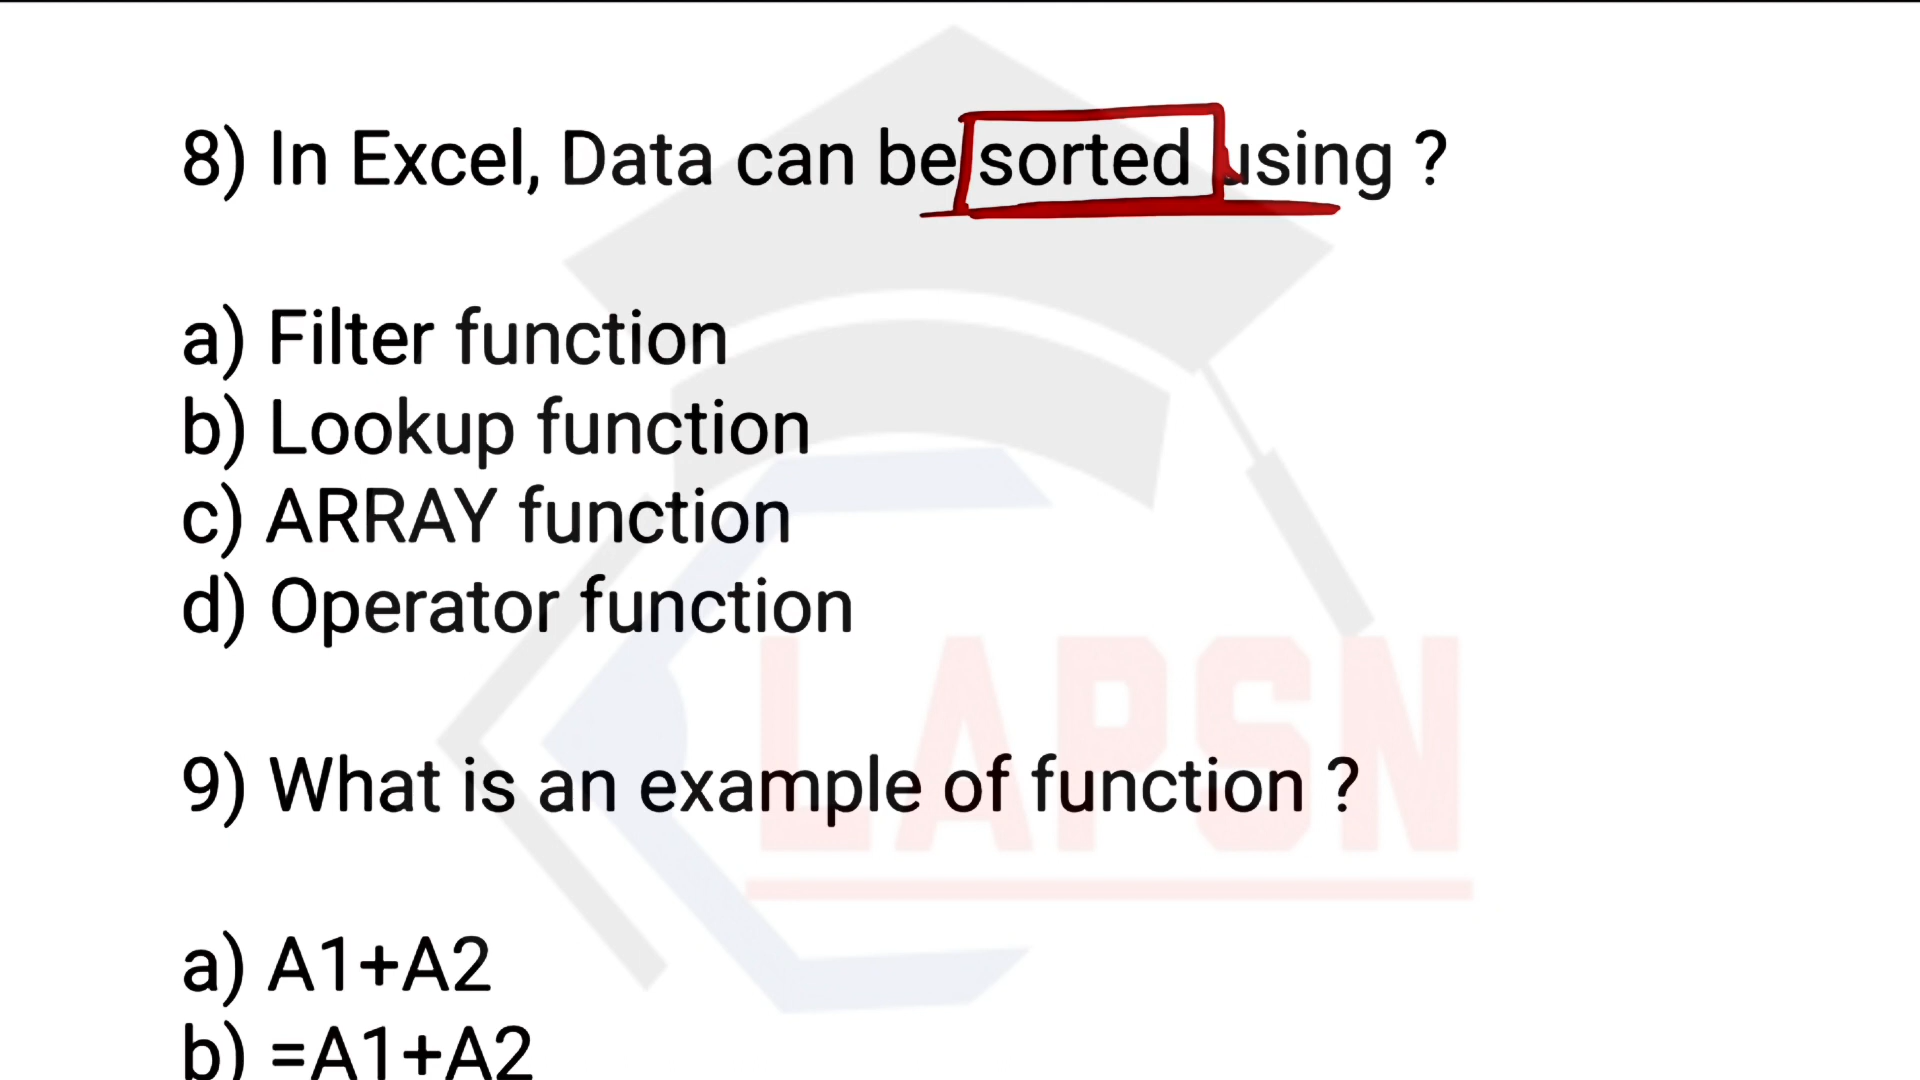 8) In Excel, Data can be sorted using ?
a) Filter function
b) Lookup function
c) ARRAY function
d) Operator function
9) What is an example of function ?
LAPSN
a) A1+A2
b) =A1+A2